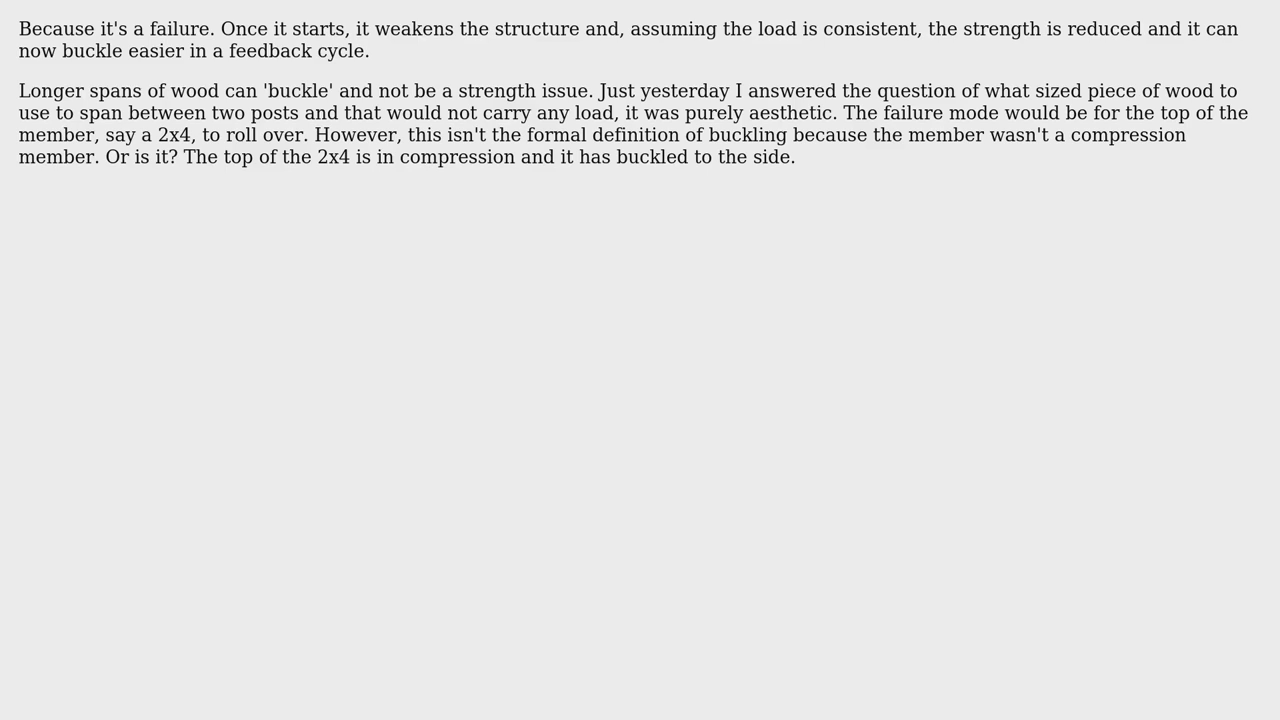 Because it's a failure. Once it starts, it weakens the structure and, assuming the load is consistent, the strength is reduced and it can
now buckle easier in a feedback cycle.
Longer spans of wood can 'buckle' and not be a strength issue. Just yesterday I answered the question of what sized piece of wood to
use to span between two posts and that would not carry any load, it was purely aesthetic. The failure mode would be for the top of the
member, say a 2x4, to roll over. However, this isn't the formal definition of buckling because the member wasn't a compression
member. Or is it? The top of the 2x4 is in compression and it has buckled to the side.